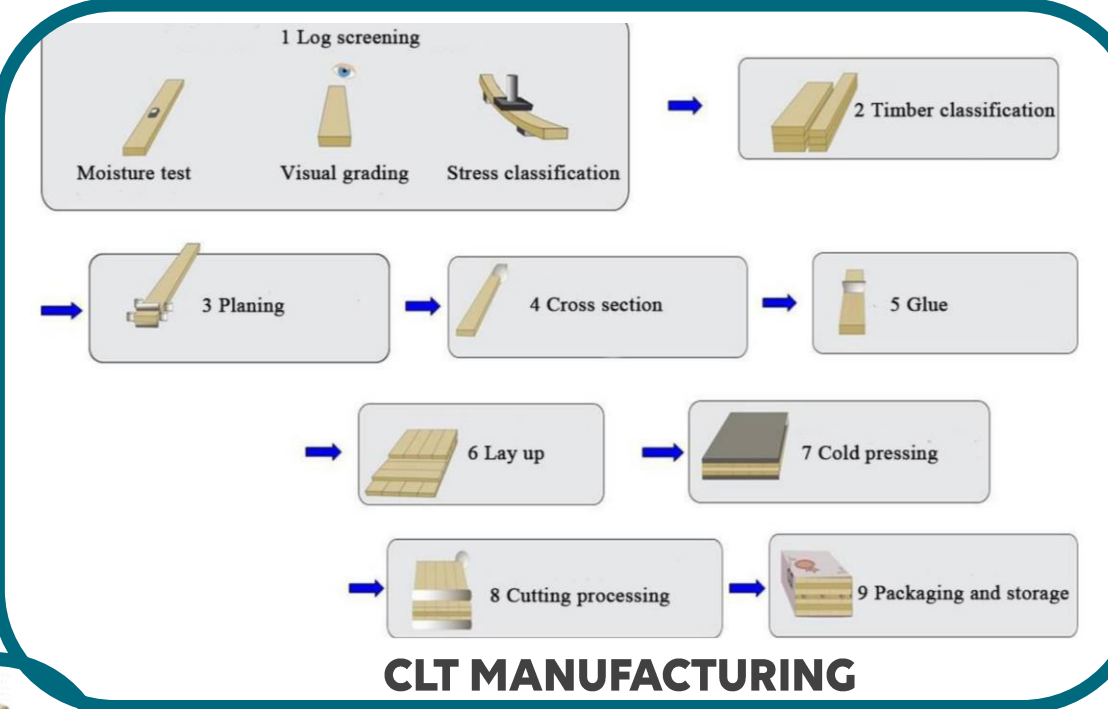 1 Log screening
Moisture test
Visual grading
Stress classification
2 Timber classification
3 Planing
4 Cross section
5 Glue
6 Lay up
7 Cold pressing
8 Cutting processing
9 Packaging and storage
CLT MANUFACTURING